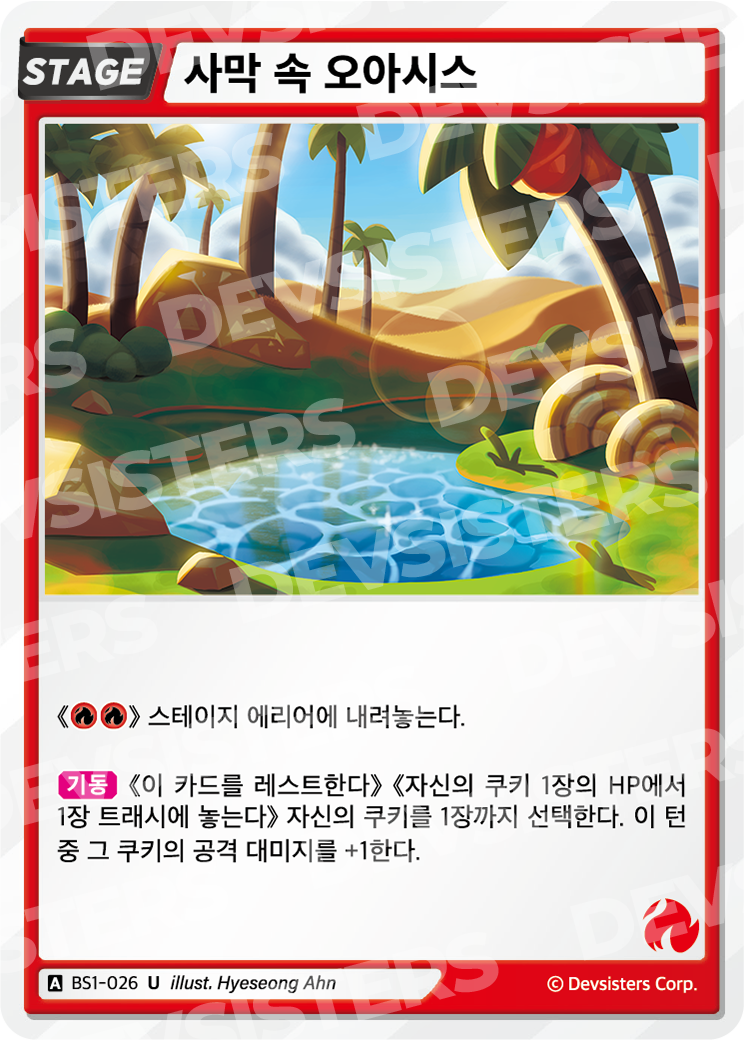 STAGE
사막 속 오아시스
《🔥🔥》 스테이지 에리어에 내려놓는다.
기동 《이 카드를 레스트한다》 《자신의 쿠키 1장의 HP에서
1장 트래시에 놓는다》 자신의 쿠키를 1장까지 선택한다. 이 턴
중 그 쿠키의 공격 대미지를 +1한다.
A BS1-026 U illust. Hyeseong Ahn
© Devsisters Corp.
DEVSISTERS